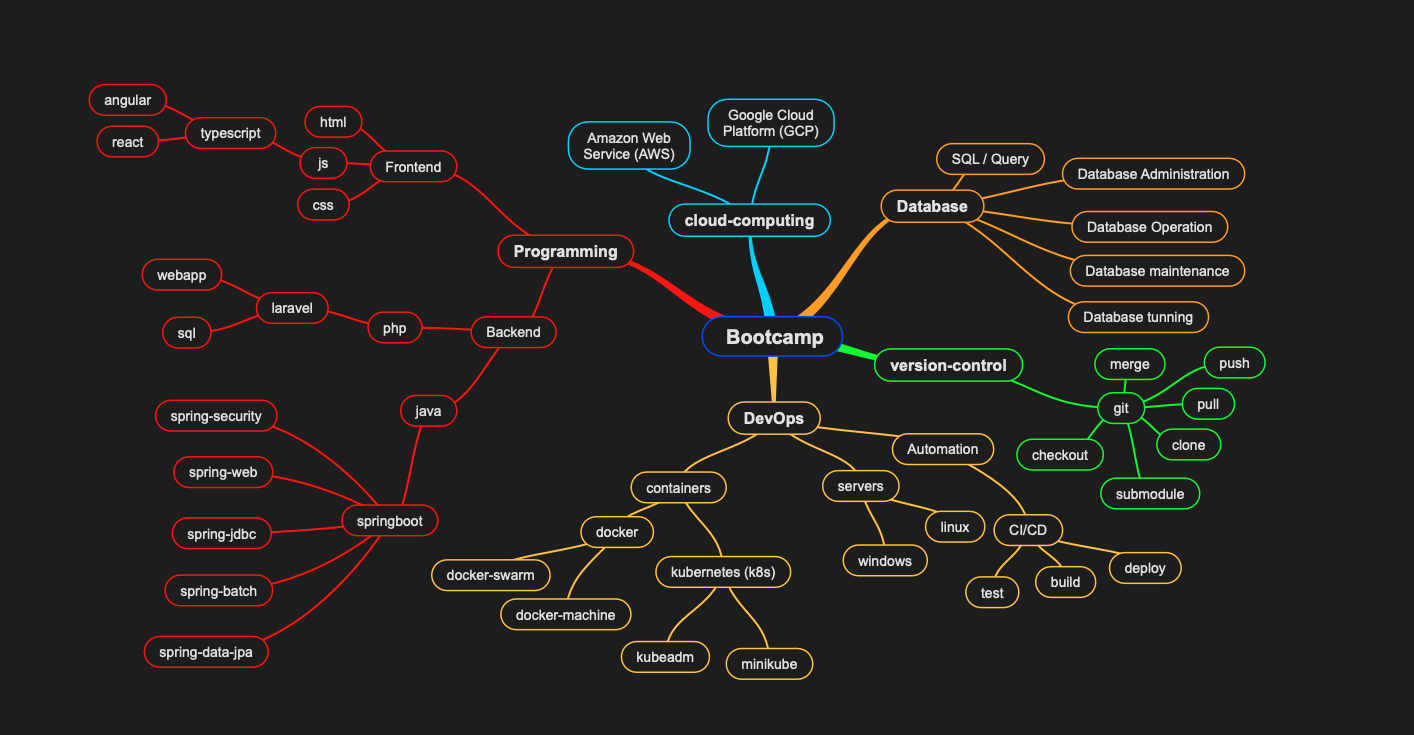 Bootcamp
Programming
Frontend
html
js
typescript
angular
react
css
Backend
php
laravel
webapp
sql
java
springboot
spring-security
spring-web
spring-jdbc
spring-batch
spring-data-jpa
cloud-computing
Amazon Web
Service (AWS)
Google Cloud
Platform (GCP)
Database
SQL / Query
Database Administration
Database Operation
Database maintenance
Database tunning
version-control
git
merge
push
pull
clone
checkout
submodule
DevOps
containers
docker
docker-swarm
docker-machine
kubernetes (k8s)
kubeadm
minikube
servers
windows
linux
Automation
CI/CD
test
build
deploy